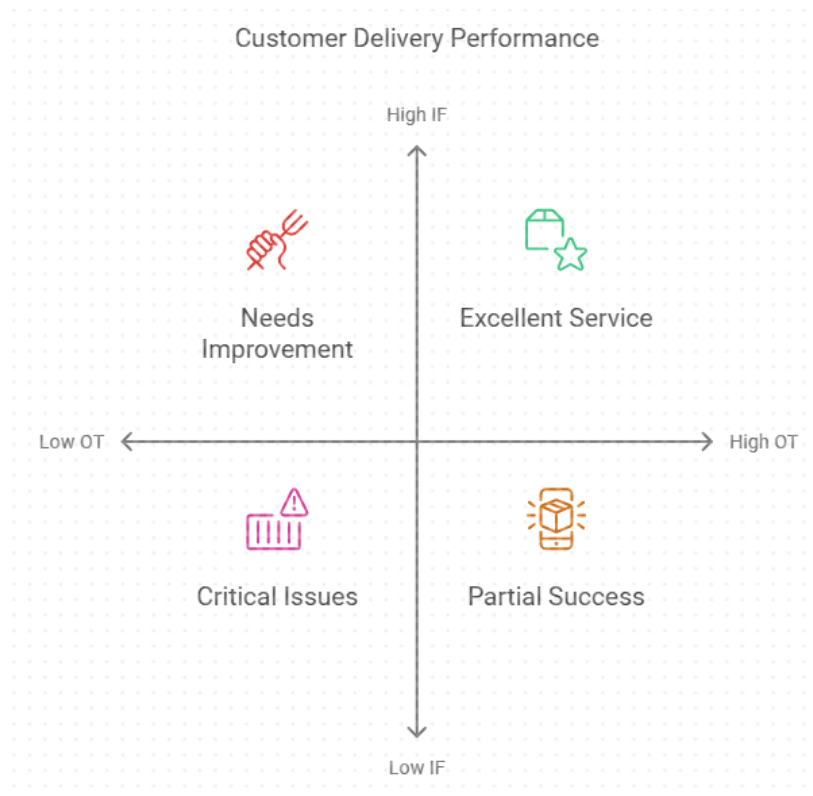 Customer Delivery Performance
High IF
Needs
Improvement
Excellent Service
Low OT
High OT
Critical Issues
Partial Success
Low IF